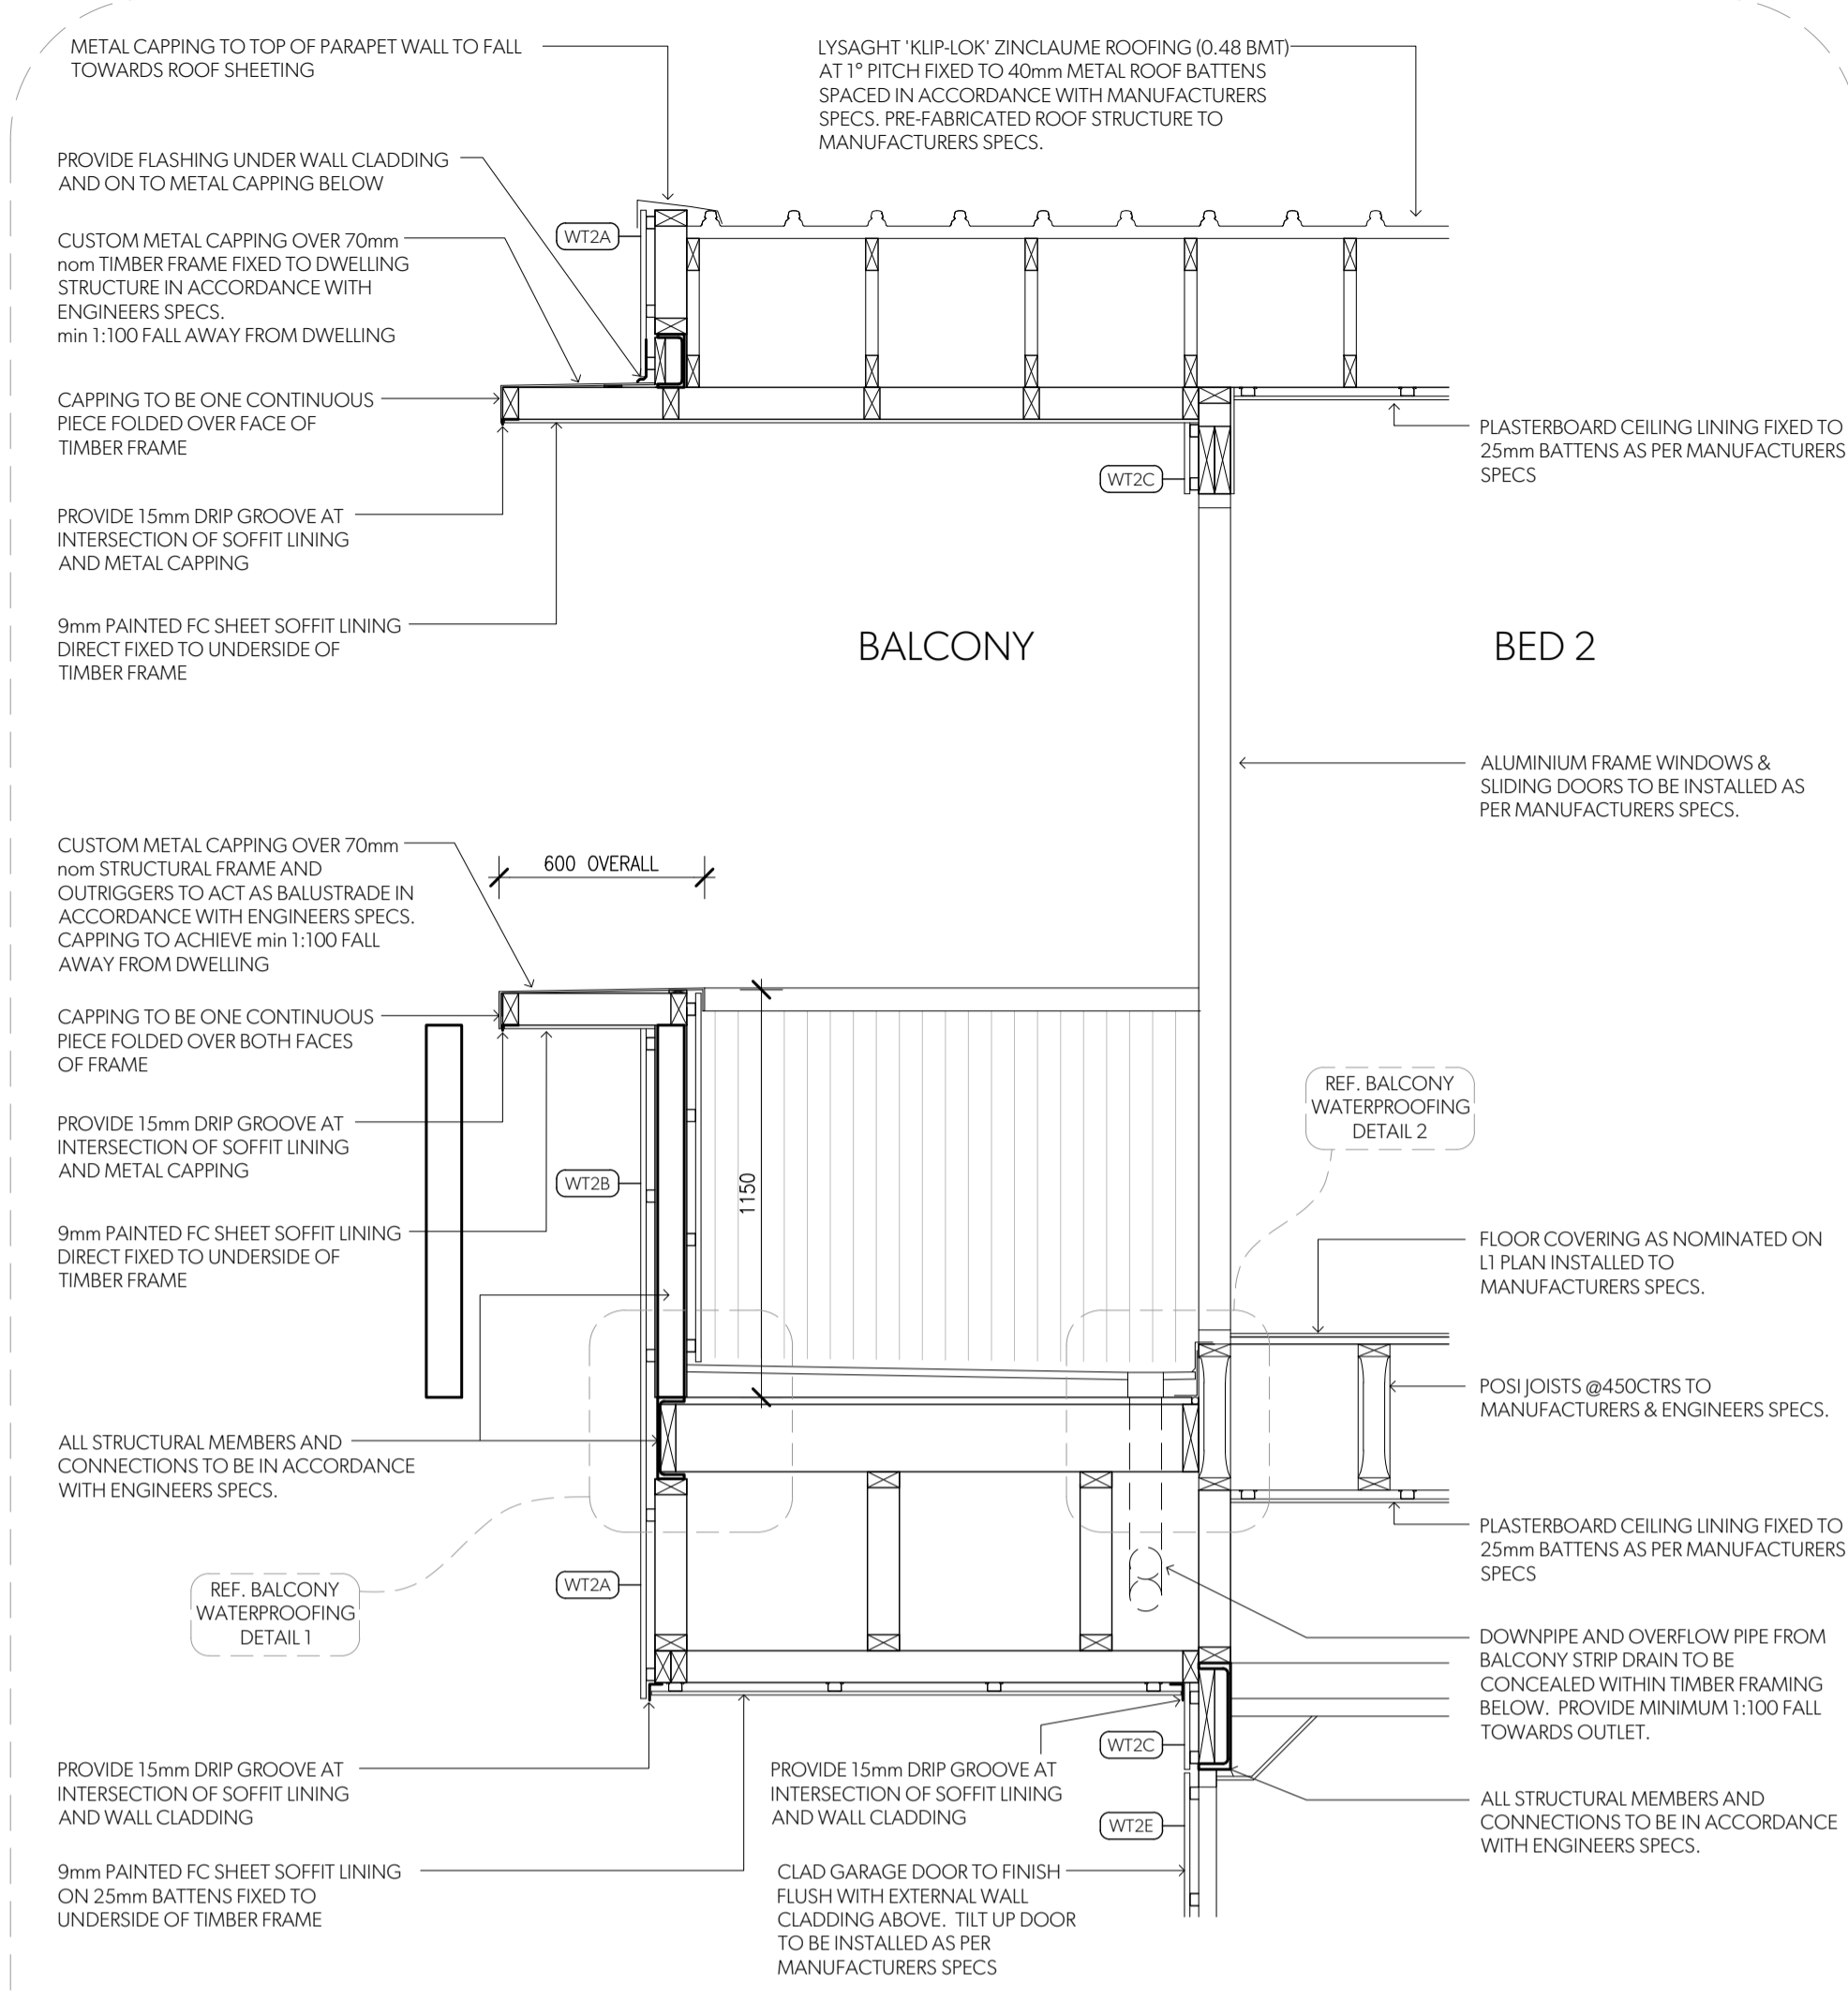 METAL CAPPING TO TOP OF PARAPET WALL TO FALL
TOWARDS ROOF SHEETING
LYSAGHT 'KLIP-LOK' ZINCLAUME ROOFING (0.48 BMT)
AT 1° PITCH FIXED TO 40mm METAL ROOF BATTENS
SPACED IN ACCORDANCE WITH MANUFACTURERS
SPECS. PRE-FABRICATED ROOF STRUCTURE TO
MANUFACTURERS SPECS.
PROVIDE FLASHING UNDER WALL CLADDING
AND ON TO METAL CAPPING BELOW
WT2A
CUSTOM METAL CAPPING OVER 70mm
nom TIMBER FRAME FIXED TO DWELLING
STRUCTURE IN ACCORDANCE WITH
ENGINEERS SPECS.
min 1:100 FALL AWAY FROM DWELLING
CAPPING TO BE ONE CONTINUOUS
PIECE FOLDED OVER FACE OF
TIMBER FRAME
PLASTERBOARD CEILING LINING FIXED TO
25mm BATTENS AS PER MANUFACTURERS
SPECS
WT2C
PROVIDE 15mm DRIP GROOVE AT
INTERSECTION OF SOFFIT LINING
AND METAL CAPPING
9mm PAINTED FC SHEET SOFFIT LINING
DIRECT FIXED TO UNDERSIDE OF
TIMBER FRAME
BALCONY
BED 2
ALUMINIUM FRAME WINDOWS &
SLIDING DOORS TO BE INSTALLED AS
PER MANUFACTURERS SPECS.
CUSTOM METAL CAPPING OVER 70mm
nom STRUCTURAL FRAME AND
OUTRIGGERS TO ACT AS BALUSTRADE IN
ACCORDANCE WITH ENGINEERS SPECS.
CAPPING TO ACHIEVE min 1:100 FALL
AWAY FROM DWELLING
600 OVERALL
CAPPING TO BE ONE CONTINUOUS
PIECE FOLDED OVER BOTH FACES
OF FRAME
REF. BALCONY
WATERPROOFING
DETAIL 2
PROVIDE 15mm DRIP GROOVE AT
INTERSECTION OF SOFFIT LINING
AND METAL CAPPING
WT2B
1150
9mm PAINTED FC SHEET SOFFIT LINING
DIRECT FIXED TO UNDERSIDE OF
TIMBER FRAME
FLOOR COVERING AS NOMINATED ON
L1 PLAN INSTALLED TO
MANUFACTURERS SPECS.
POSI JOISTS @450CTRS TO
MANUFACTURERS & ENGINEERS SPECS.
ALL STRUCTURAL MEMBERS AND
CONNECTIONS TO BE IN ACCORDANCE
WITH ENGINEERS SPECS.
PLASTERBOARD CEILING LINING FIXED TO
25mm BATTENS AS PER MANUFACTURERS
SPECS
WT2A
REF. BALCONY
WATERPROOFING
DETAIL 1
DOWNPIPE AND OVERFLOW PIPE FROM
BALCONY STRIP DRAIN TO BE
CONCEALED WITHIN TIMBER FRAMING
BELOW. PROVIDE MINIMUM 1:100 FALL
TOWARDS OUTLET.
PROVIDE 15mm DRIP GROOVE AT
INTERSECTION OF SOFFIT LINING
AND WALL CLADDING
PROVIDE 15mm DRIP GROOVE AT
INTERSECTION OF SOFFIT LINING
AND WALL CLADDING
WT2C
WT2E
ALL STRUCTURAL MEMBERS AND
CONNECTIONS TO BE IN ACCORDANCE
WITH ENGINEERS SPECS.
9mm PAINTED FC SHEET SOFFIT LINING
ON 25mm BATTENS FIXED TO
UNDERSIDE OF TIMBER FRAME
CLAD GARAGE DOOR TO FINISH
FLUSH WITH EXTERNAL WALL
CLADDING ABOVE. TILT UP DOOR
TO BE INSTALLED AS PER
MANUFACTURERS SPECS